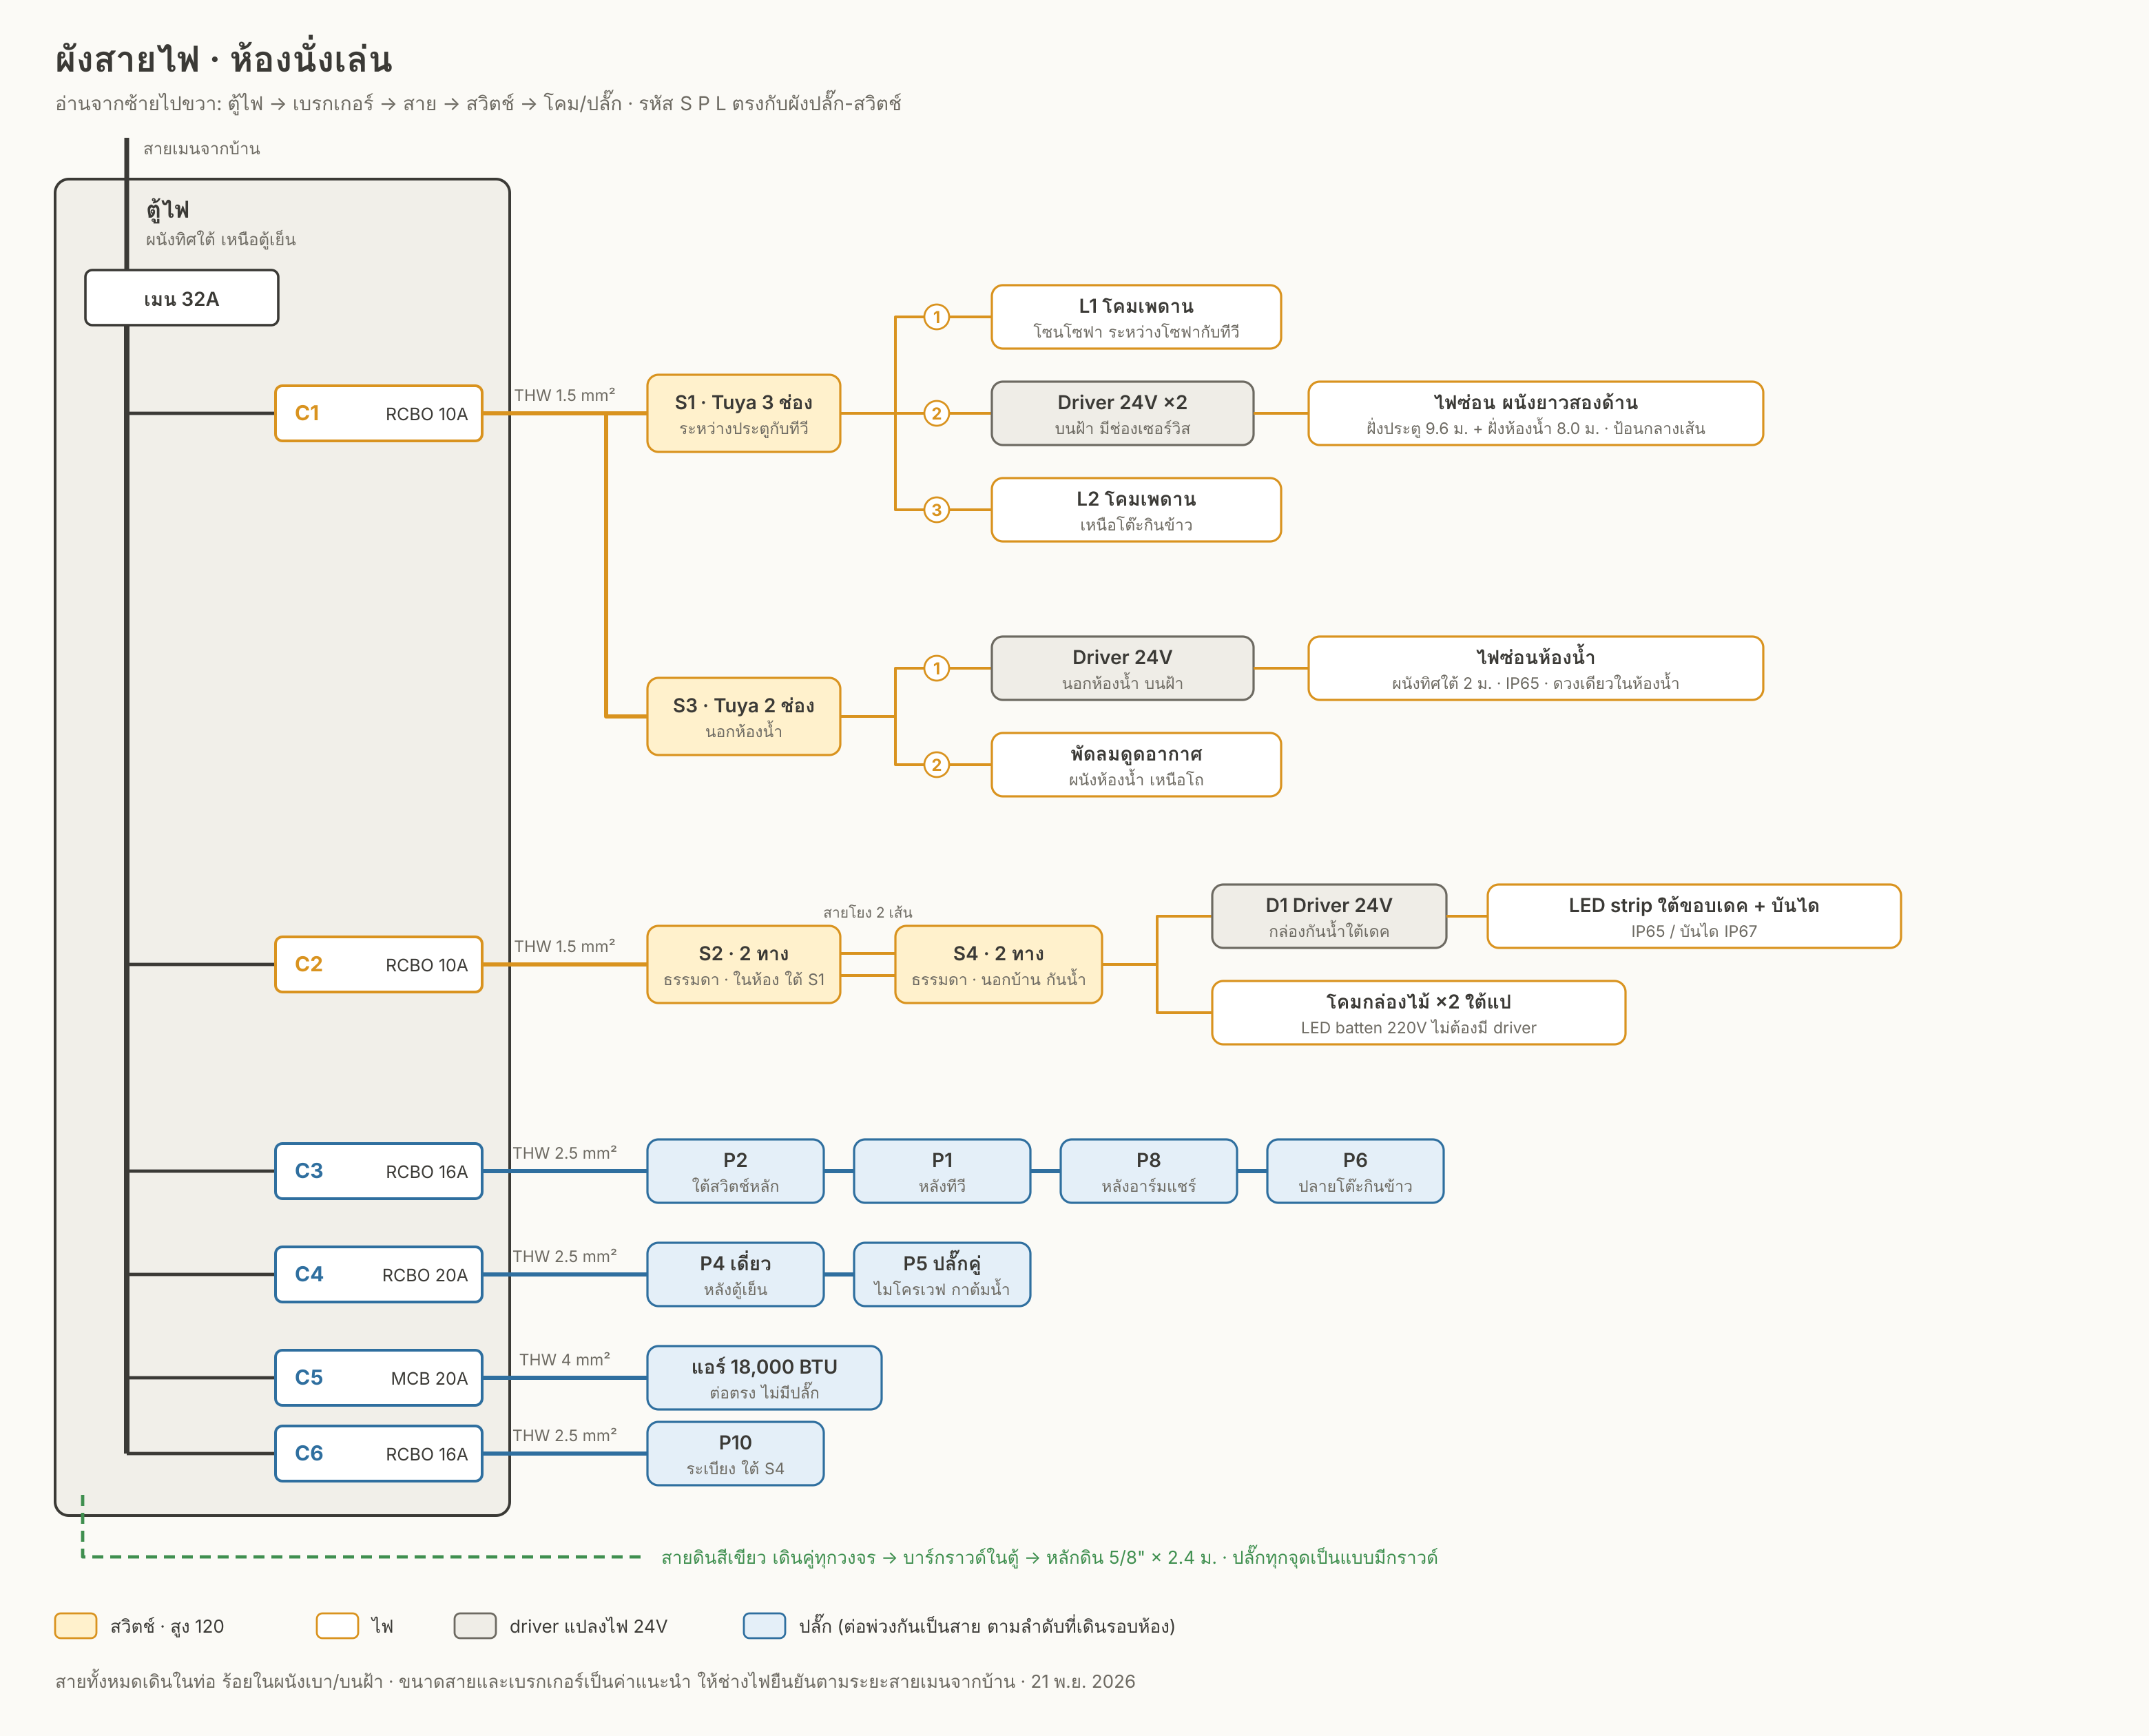 ผังสายไฟ · ห้องนั่งเล่น
อ่านจากซ้ายไปขวา: ตู้ไฟ → เบรกเกอร์ → สาย → สวิตช์ → โคม/ปลั๊ก · รหัส S P L ตรงกับผังปลั๊ก-สวิตช์
สายเมนจากบ้าน
ตู้ไฟ
ผนังทิศใต้ เหนือตู้เย็น
เมน 32A
C1 RCBO 10A
THW 1.5 mm²
S1 · Tuya 3 ช่อง
ระหว่างประตูกับทีวี
1
L1 โคมเพดาน
โซนโซฟา ระหว่างโซฟากับทีวี
2
Driver 24V ×2
บนฝ้า มีช่องเซอร์วิส
ไฟซ่อน ผนังยาวสองด้าน
ฝั่งประตู 9.6 ม. + ฝั่งห้องน้ำ 8.0 ม. · ป้อนกลางเส้น
3
L2 โคมเพดาน
เหนือโต๊ะกินข้าว
S3 · Tuya 2 ช่อง
นอกห้องน้ำ
1
Driver 24V
นอกห้องน้ำ บนฝ้า
ไฟซ่อนห้องน้ำ
ผนังทิศใต้ 2 ม. · IP65 · ดวงเดียวในห้องน้ำ
2
พัดลมดูดอากาศ
ผนังห้องน้ำ เหนือโถ
C2 RCBO 10A
THW 1.5 mm²
S2 · 2 ทาง
ธรรมดา · ในห้อง ใต้ S1
สายโยง 2 เส้น
S4 · 2 ทาง
ธรรมดา · นอกบ้าน กันน้ำ
D1 Driver 24V
กล่องกันน้ำใต้เดค
LED strip ใต้ขอบเดค + บันได
IP65 / บันได IP67
โคมกล่องไม้ ×2 ใต้แป
LED batten 220V ไม่ต้องมี driver
C3 RCBO 16A
THW 2.5 mm²
P2
ใต้สวิตช์หลัก
P1
หลังทีวี
P8
หลังอาร์มแชร์
P6
ปลายโต๊ะกินข้าว
C4 RCBO 20A
THW 2.5 mm²
P4 เดี่ยว
หลังตู้เย็น
P5 ปลั๊กคู่
ไมโครเวฟ กาต้มน้ำ
C5 MCB 20A
THW 4 mm²
แอร์ 18,000 BTU
ต่อตรง ไม่มีปลั๊ก
C6 RCBO 16A
THW 2.5 mm²
P10
ระเบียง ใต้ S4
สายดินสีเขียว เดินคู่ทุกวงจร → บาร์กราวด์ในตู้ → หลักดิน 5/8" × 2.4 ม. · ปลั๊กทุกจุดเป็นแบบมีกราวด์
สวิตช์ · สูง 120
ไฟ
driver แปลงไฟ 24V
ปลั๊ก (ต่อพ่วงกันเป็นสาย ตามลำดับที่เดินรอบห้อง)
สายทั้งหมดเดินในท่อ ร้อยในผนังเบา/บนฝ้า · ขนาดสายและเบรกเกอร์เป็นค่าแนะนำ ให้ช่างไฟยืนยันตามระยะสายเมนจากบ้าน · 21 พ.ย. 2026